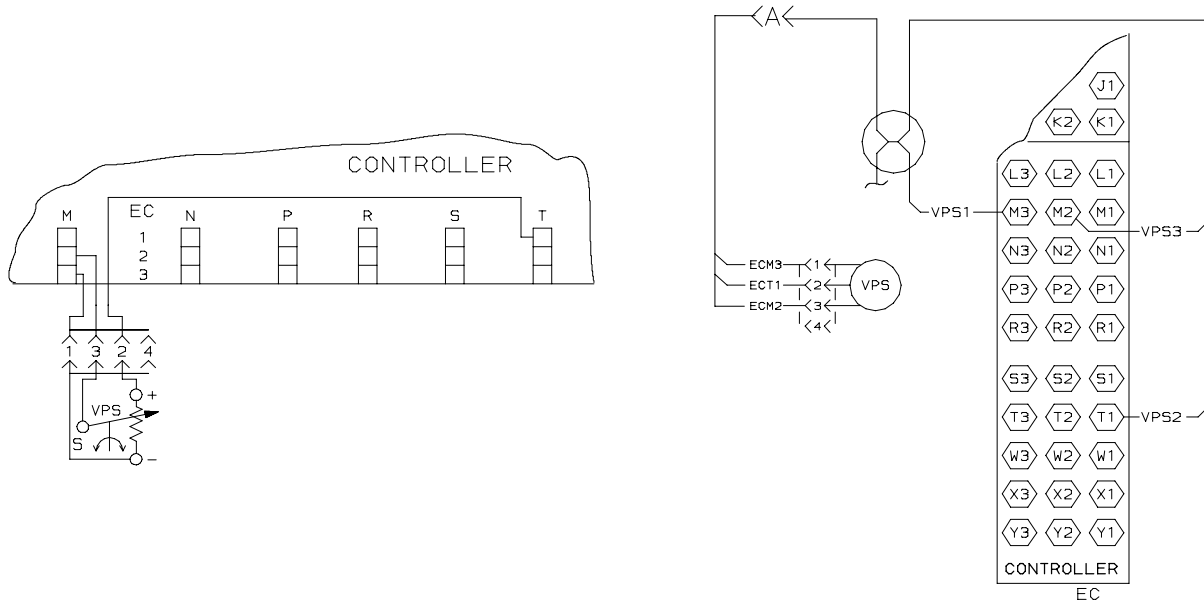 CONTROLLER
M EC N P R S T
1
2
3
1 3 2 4
VPS
+
S
-
A
J1
K2 K1
L3 L2 L1
VPS1 M3 M2 M1
VPS3
N3 N2 N1
ECM3 1
ECT1 2 VPS
ECM2 3
4
P3 P2 P1
R3 R2 R1
S3 S2 S1
T3 T2 T1 VPS2
W3 W2 W1
X3 X2 X1
Y3 Y2 Y1
CONTROLLER
EC